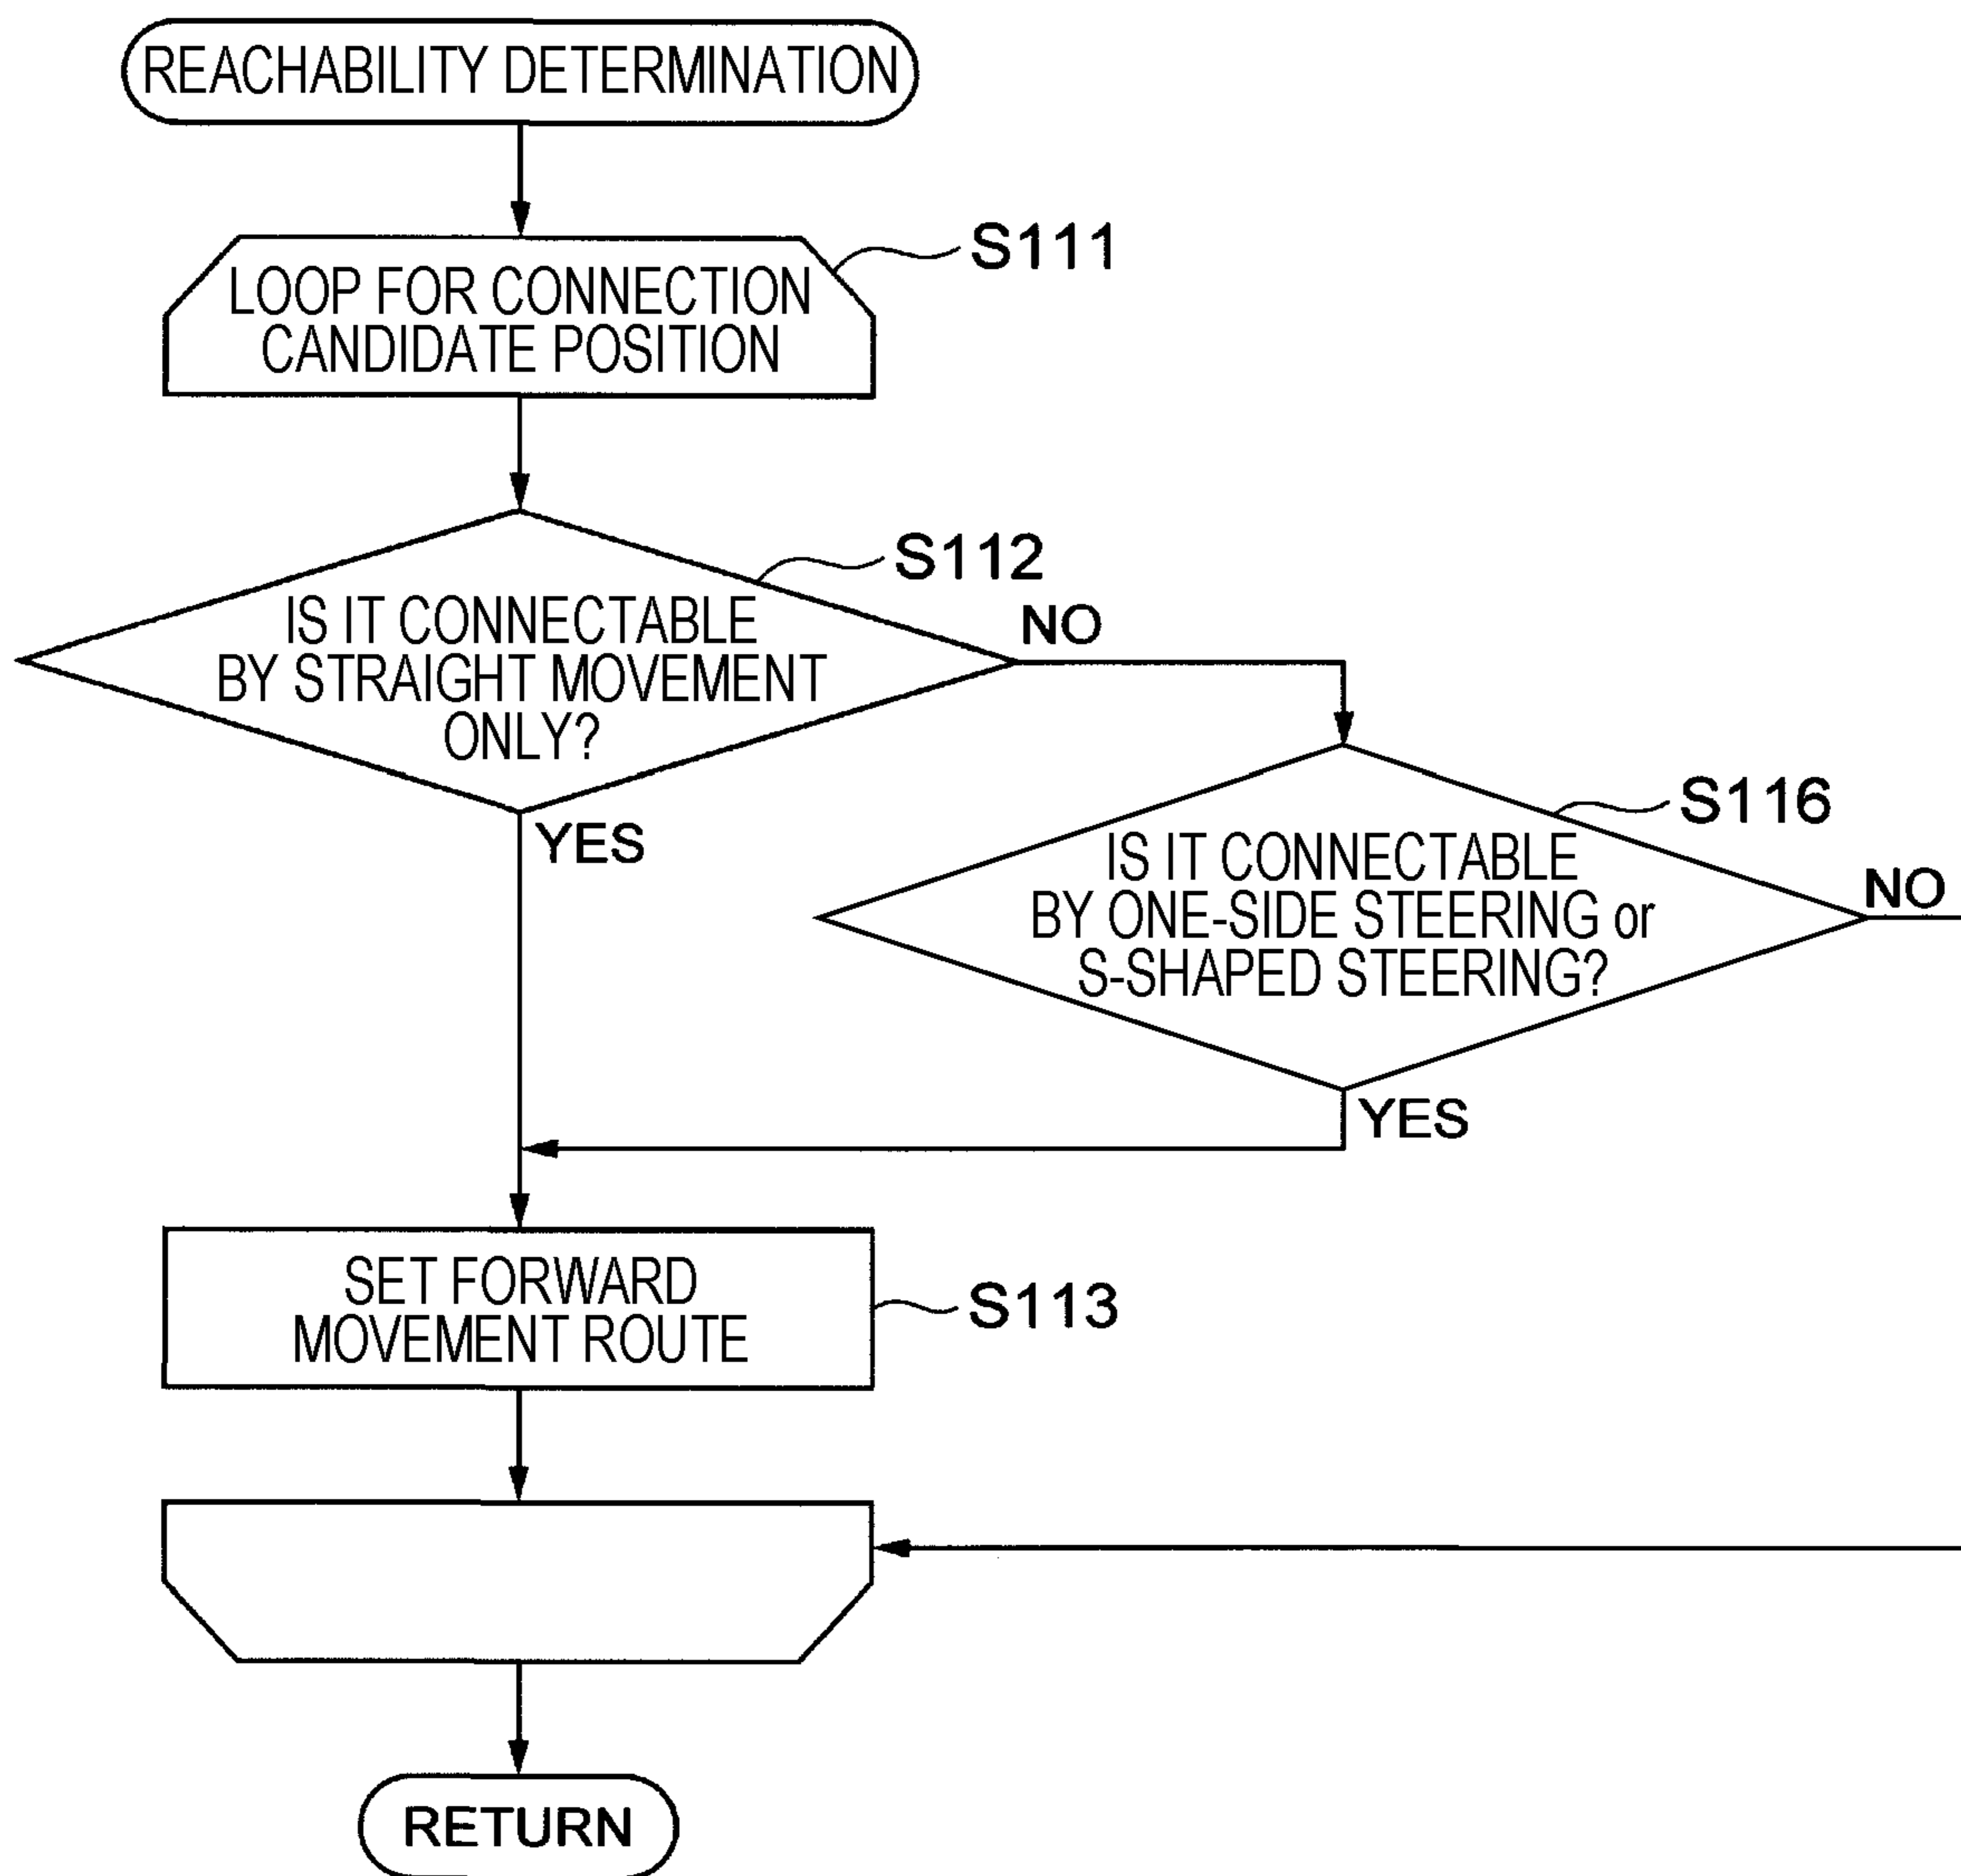 REACHABILITY DETERMINATION
S111
LOOP FOR CONNECTION
CANDIDATE POSITION
S112
IS IT CONNECTABLE
BY STRAIGHT MOVEMENT
ONLY?
NO
YES
S116
IS IT CONNECTABLE
BY ONE-SIDE STEERING or
S-SHAPED STEERING?
NO
YES
SET FORWARD
MOVEMENT ROUTE
S113
RETURN